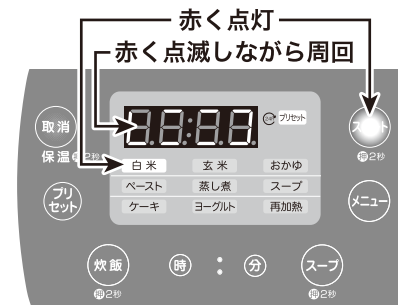 赤く点灯
赤く点滅しながら周回
取消
保温 押2秒
プリセット
白米 玄米 おかゆ
ペースト 蒸し煮 スープ
ケーキ ヨーグルト 再加熱
押2秒
プリ
セット
メニュー
炊飯 時 : 分 スープ
押2秒 押2秒